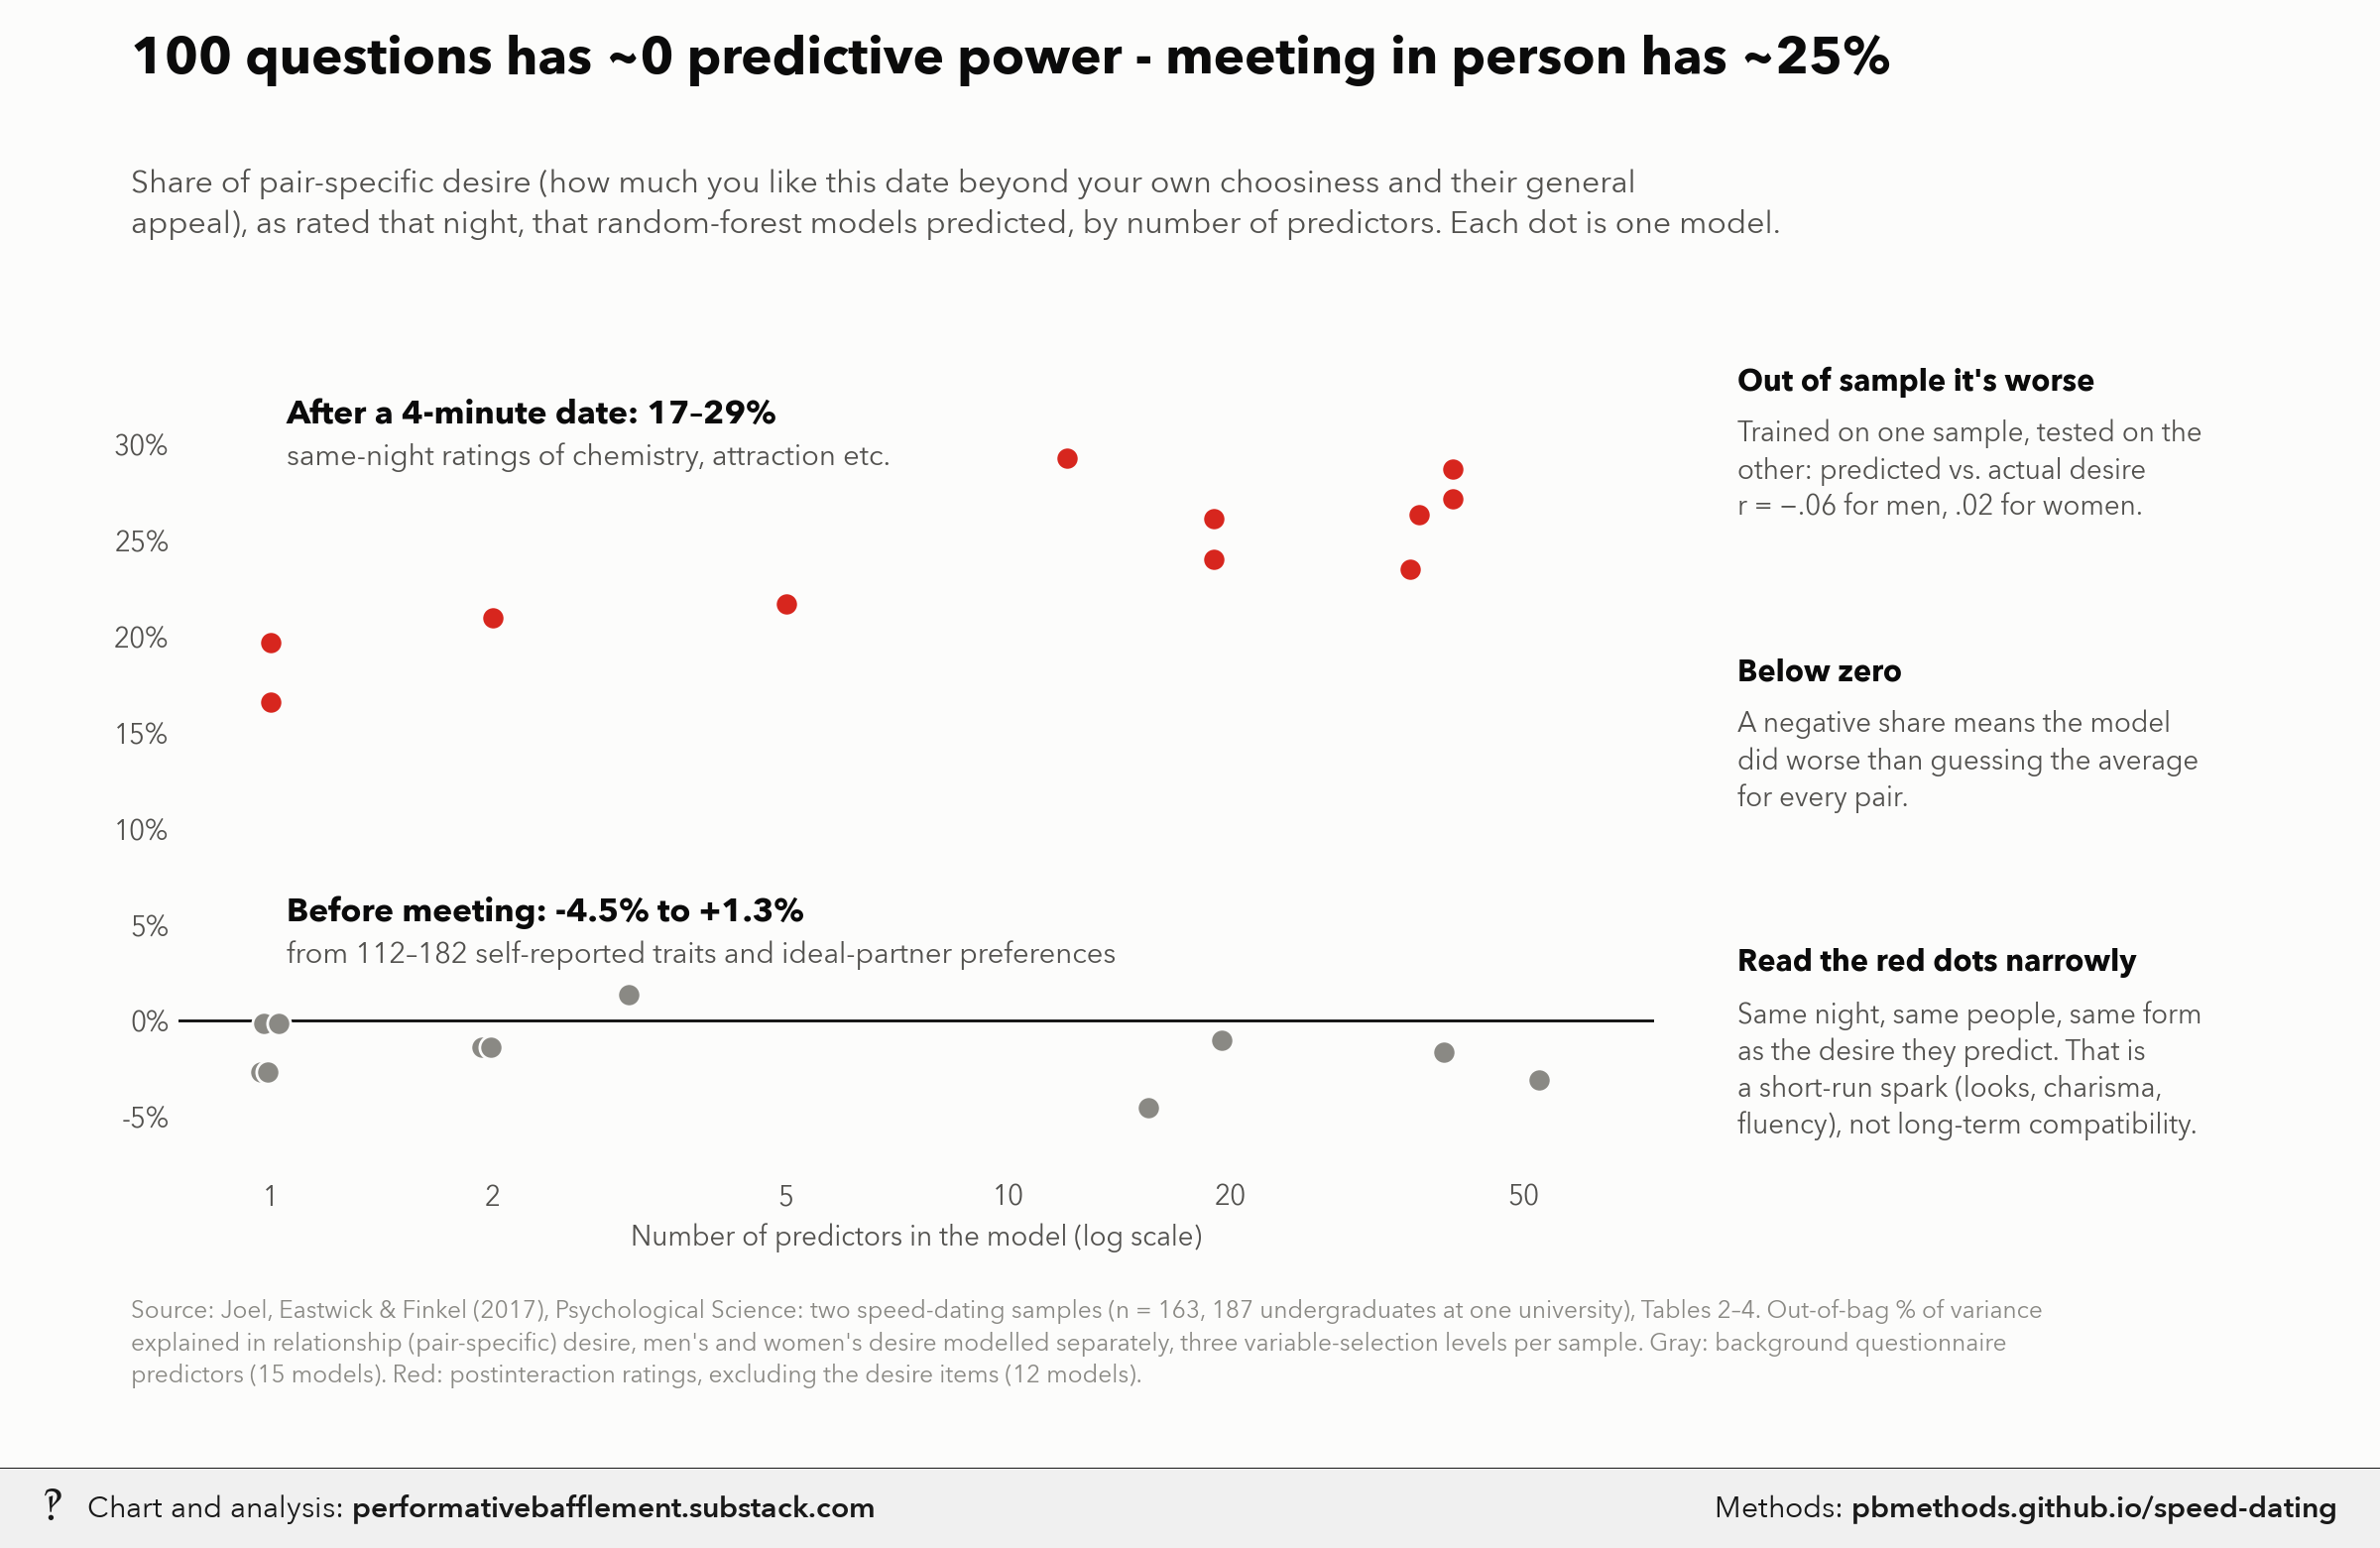 100 questions has ~0 predictive power - meeting in person has ~25%
Share of pair-specific desire (how much you like this date beyond your own choosiness and their general
appeal), as rated that night, that random-forest models predicted, by number of predictors. Each dot is one model.
After a 4-minute date: 17–29%
same-night ratings of chemistry, attraction etc.
30%
25%
20%
15%
10%
5%
0%
-5%
Before meeting: -4.5% to +1.3%
from 112–182 self-reported traits and ideal-partner preferences
1 2 5 10 20 50
Number of predictors in the model (log scale)
Out of sample it's worse
Trained on one sample, tested on the
other: predicted vs. actual desire
r = −.06 for men, .02 for women.
Below zero
A negative share means the model
did worse than guessing the average
for every pair.
Read the red dots narrowly
Same night, same people, same form
as the desire they predict. That is
a short-run spark (looks, charisma,
fluency), not long-term compatibility.
Source: Joel, Eastwick & Finkel (2017), Psychological Science: two speed-dating samples (n = 163, 187 undergraduates at one university), Tables 2–4. Out-of-bag % of variance
explained in relationship (pair-specific) desire, men's and women's desire modelled separately, three variable-selection levels per sample. Gray: background questionnaire
predictors (15 models). Red: postinteraction ratings, excluding the desire items (12 models).
‽ Chart and analysis: performativebafflement.substack.com
Methods: pbmethods.github.io/speed-dating